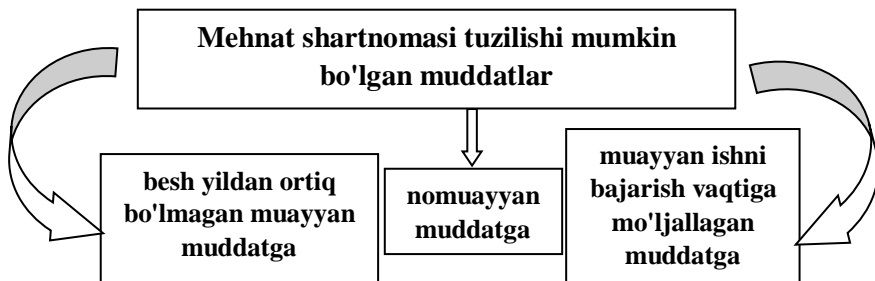 Mehnat shartnomasi tuzilishi mumkin
bo'lgan muddatlar
besh yildan ortiq
bo'lmagan muayyan
muddatga
nomuayyan
muddatga
muayyan ishni
bajarish vaqtiga
mo'ljallagan
muddatga